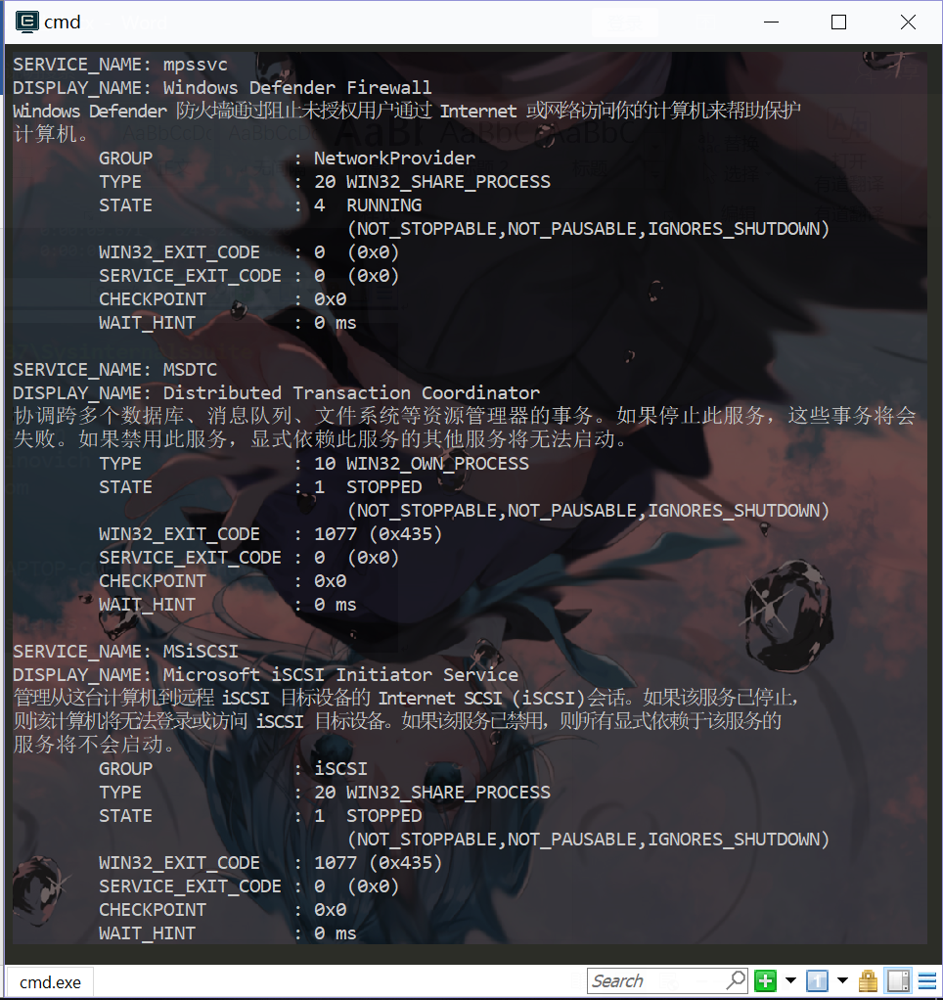 cmd
SERVICE_NAME: mpssvc
DISPLAY_NAME: Windows Defender Firewall
Windows Defender 防火墙通过阻止未授权用户通过 Internet 或网络访问你的计算机来帮助保护
计算机。
GROUP : NetworkProvider
TYPE : 20 WIN32_SHARE_PROCESS
STATE : 4 RUNNING
(NOT_STOPPABLE,NOT_PAUSABLE,IGNORES_SHUTDOWN)
WIN32_EXIT_CODE : 0 (0x0)
SERVICE_EXIT_CODE : 0 (0x0)
CHECKPOINT : 0x0
WAIT_HINT : 0 ms
SERVICE_NAME: MSDTC
DISPLAY_NAME: Distributed Transaction Coordinator
协调跨多个数据库、消息队列、文件系统等资源管理器的事务。如果停止此服务，这些事务将会
失败。如果禁用此服务，显式依赖此服务的其他服务将无法启动。
TYPE : 10 WIN32_OWN_PROCESS
STATE : 1 STOPPED
(NOT_STOPPABLE,NOT_PAUSABLE,IGNORES_SHUTDOWN)
WIN32_EXIT_CODE : 1077 (0x435)
SERVICE_EXIT_CODE : 0 (0x0)
CHECKPOINT : 0x0
WAIT_HINT : 0 ms
SERVICE_NAME: MSiSCSI
DISPLAY_NAME: Microsoft iSCSI Initiator Service
管理从这台计算机到远程 iSCSI 目标设备的 Internet SCSI (iSCSI)会话。如果该服务已停止，
则该计算机将无法登录或访问 iSCSI 目标设备。如果该服务已禁用，则所有显式依赖于该服务的
服务将不会启动。
GROUP : iSCSI
TYPE : 20 WIN32_SHARE_PROCESS
STATE : 1 STOPPED
(NOT_STOPPABLE,NOT_PAUSABLE,IGNORES_SHUTDOWN)
WIN32_EXIT_CODE : 1077 (0x435)
SERVICE_EXIT_CODE : 0 (0x0)
CHECKPOINT : 0x0
WAIT_HINT : 0 ms
cmd.exe
Search
1